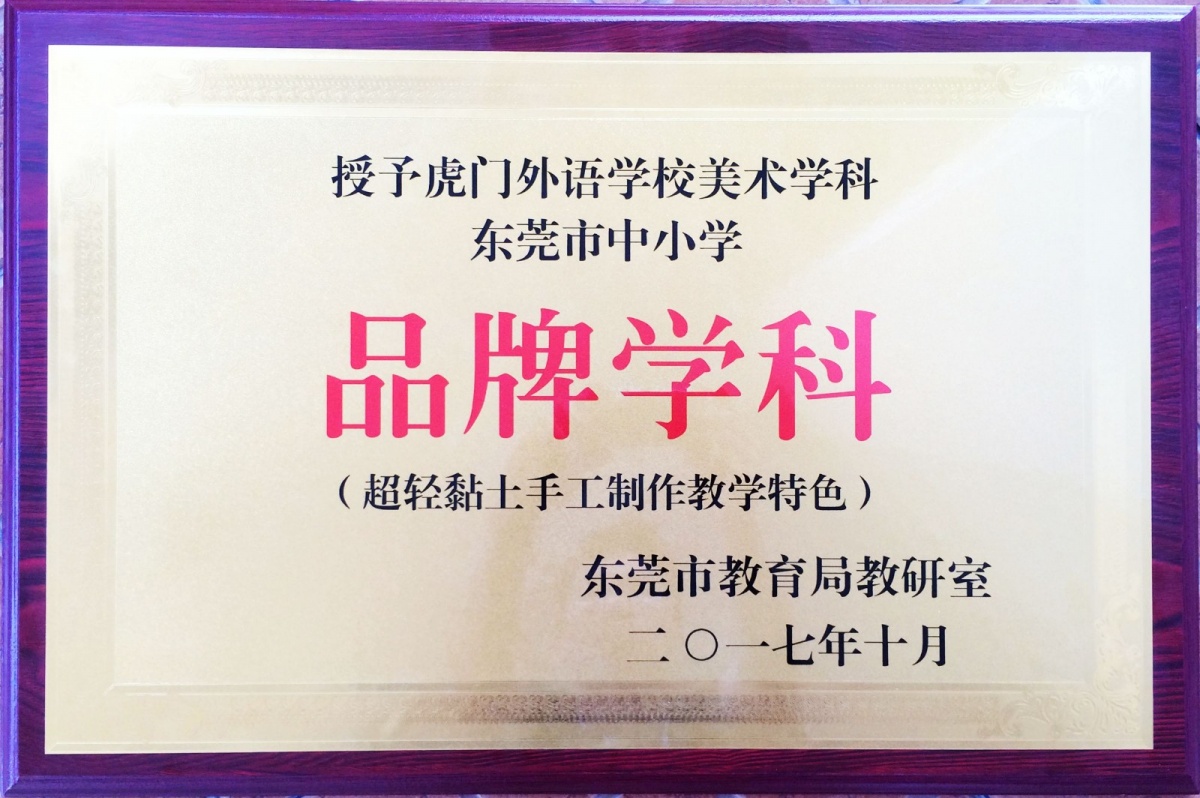 授予虎门外语学校美术学科
东莞市中小学
品牌学科
（超轻黏土手工制作教学特色）
东莞市教育局教研室
二〇一七年十月